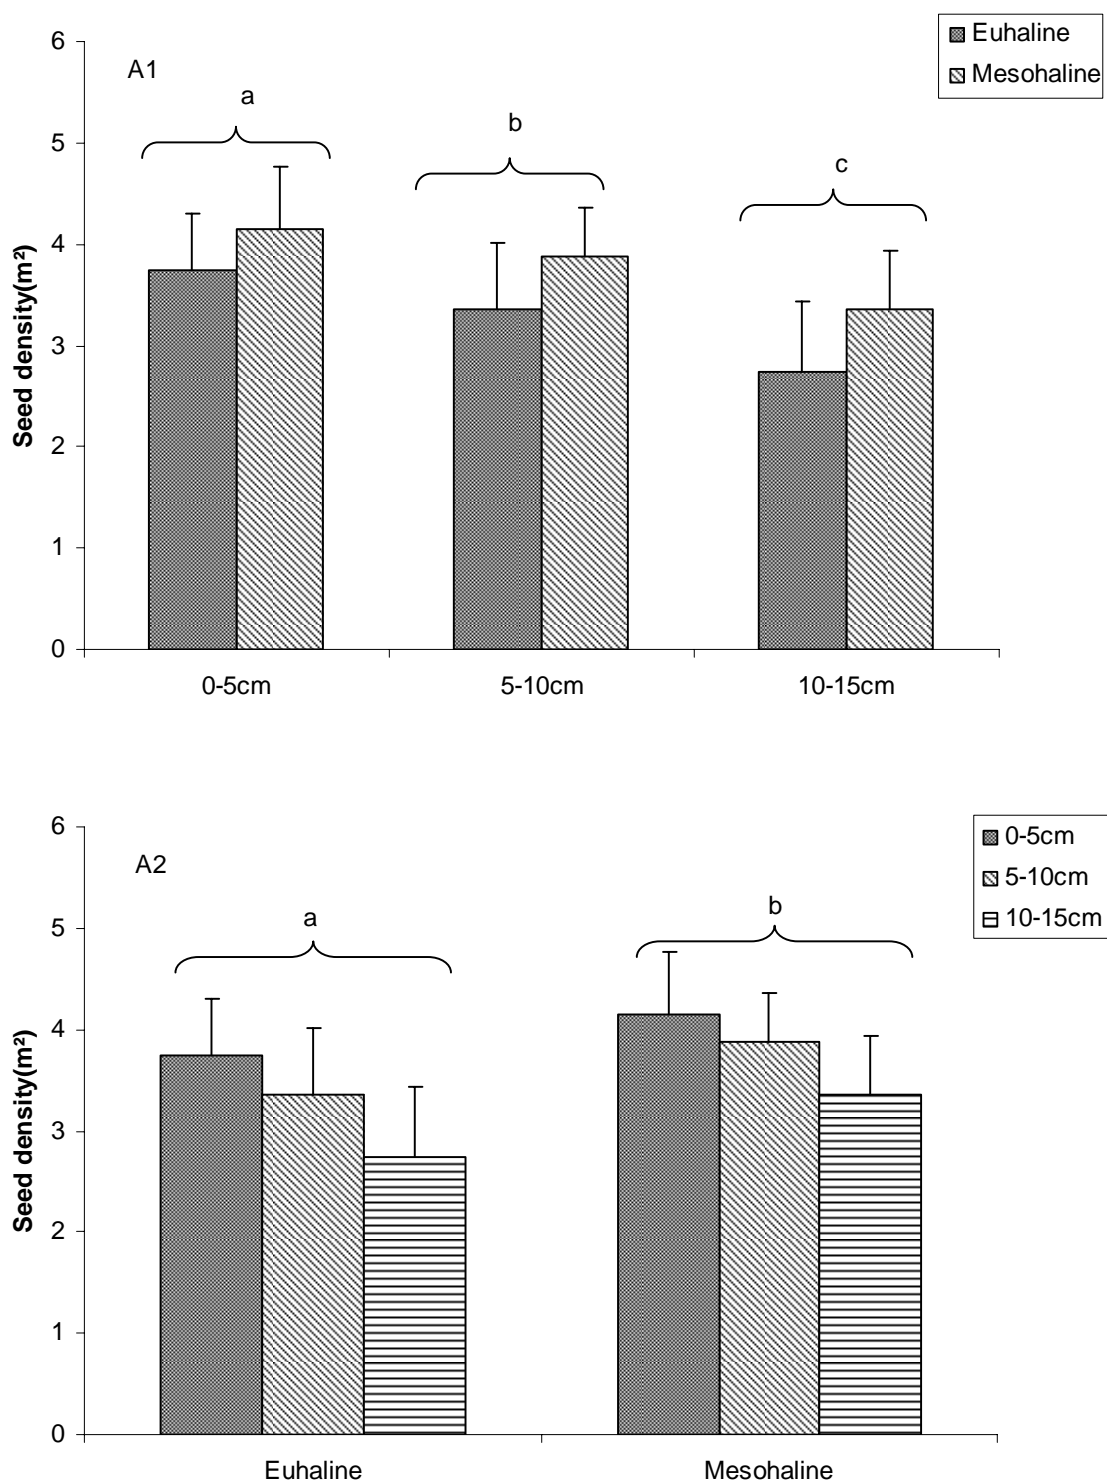 Euhaline
Mesohaline
A1
a
b
c
6
5
4
3
2
1
0
Seed density(m²)
0-5cm 5-10cm 10-15cm
0-5cm
5-10cm
10-15cm
A2
a
b
6
5
4
3
2
1
0
Seed density(m²)
Euhaline Mesohaline